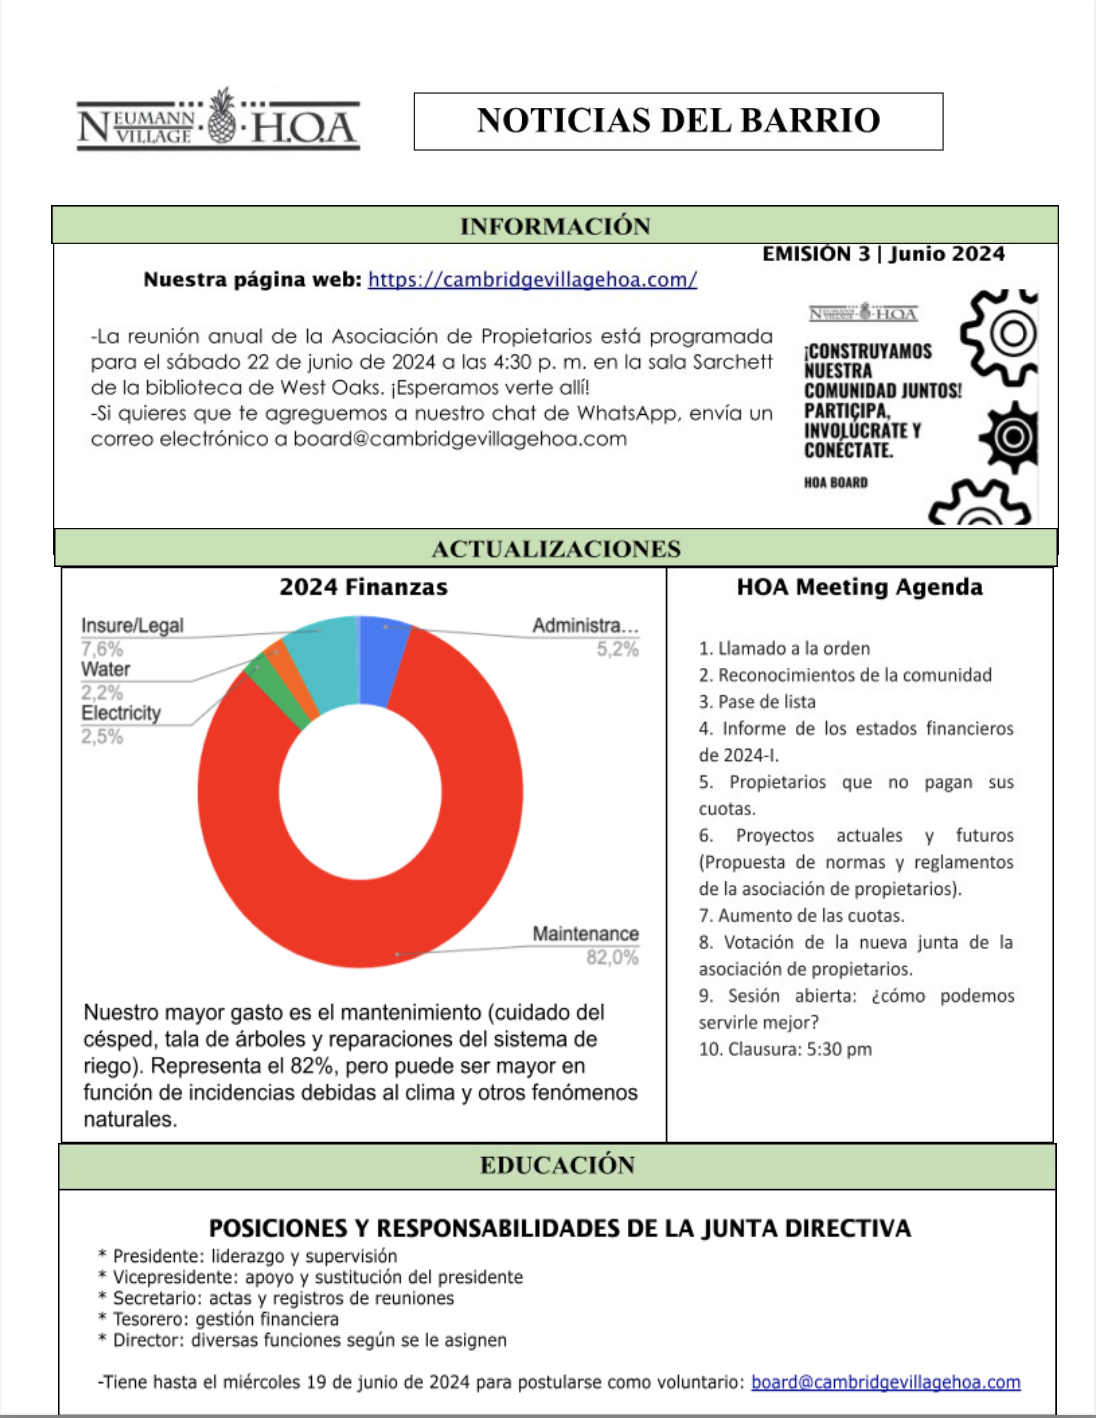 NEUMANN VILLAGE H.O.A
NOTICIAS DEL BARRIO
INFORMACIÓN
EMISIÓN 3 | Junio 2024
Nuestra página web: https://cambridgevillagehoa.com/
-La reunión anual de la Asociación de Propietarios está programada
para el sábado 22 de junio de 2024 a las 4:30 p. m. en la sala Sarchett
de la biblioteca de West Oaks. ¡Esperamos verte allí!
-Si quieres que te agreguemos a nuestro chat de WhatsApp, envía un
correo electrónico a board@cambridgevillagehoa.com
NEUMANN VILLAGE H.O.A
¡CONSTRUYAMOS
NUESTRA
COMUNIDAD JUNTOS!
PARTICIPA,
INVOLÚCRATE Y
CONÉCTATE.
HOA BOARD
ACTUALIZACIONES
2024 Finanzas
Insure/Legal
7,6%
Water
2,2%
Electricity
2,5%
Administra...
5,2%
Maintenance
82,0%
Nuestro mayor gasto es el mantenimiento (cuidado del
césped, tala de árboles y reparaciones del sistema de
riego). Representa el 82%, pero puede ser mayor en
función de incidencias debidas al clima y otros fenómenos
naturales.
HOA Meeting Agenda
1. Llamado a la orden
2. Reconocimientos de la comunidad
3. Pase de lista
4. Informe de los estados financieros
de 2024-I.
5. Propietarios que no pagan sus
cuotas.
6. Proyectos actuales y futuros
(Propuesta de normas y reglamentos
de la asociación de propietarios).
7. Aumento de las cuotas.
8. Votación de la nueva junta de la
asociación de propietarios.
9. Sesión abierta: ¿cómo podemos
servirle mejor?
10. Clausura: 5:30 pm
EDUCACIÓN
POSICIONES Y RESPONSABILIDADES DE LA JUNTA DIRECTIVA
* Presidente: liderazgo y supervisión
* Vicepresidente: apoyo y sustitución del presidente
* Secretario: actas y registros de reuniones
* Tesorero: gestión financiera
* Director: diversas funciones según se le asignen
-Tiene hasta el miércoles 19 de junio de 2024 para postularse como voluntario: board@cambridgevillagehoa.com